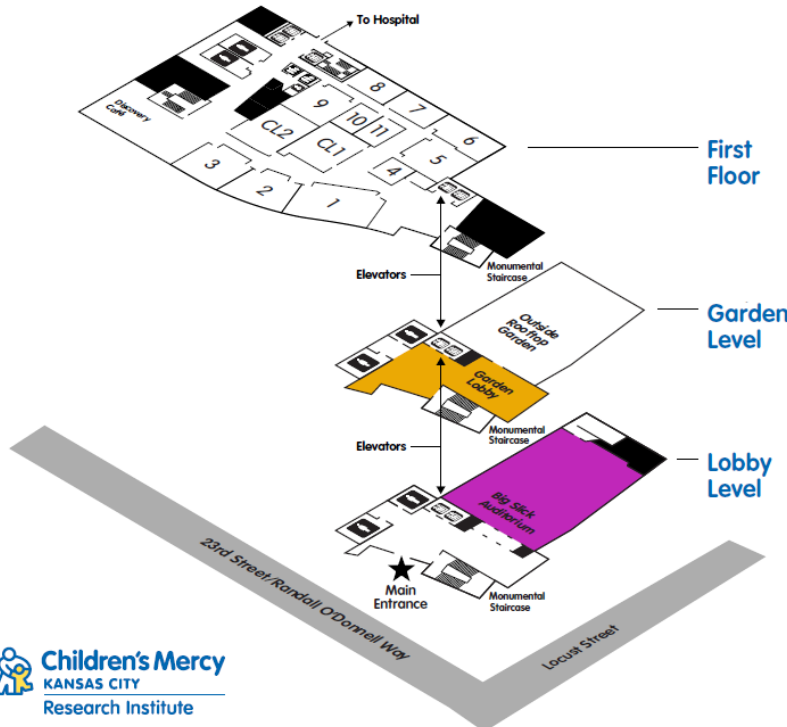 To Hospital
Discovery
Café
8
7
6
9
10
11
5
CL2
CL1
4
3
2
1
First
Floor
Monumental
Staircase
Elevators
Outside
Rooftop
Garden
Garden
Level
Garden
Lobby
Monumental
Staircase
Elevators
Lobby
Level
Big Slick
Auditorium
Main
Entrance
Monumental
Staircase
23rd Street/Randall O'Donnell Way
Locust Street
Children's Mercy
KANSAS CITY
Research Institute